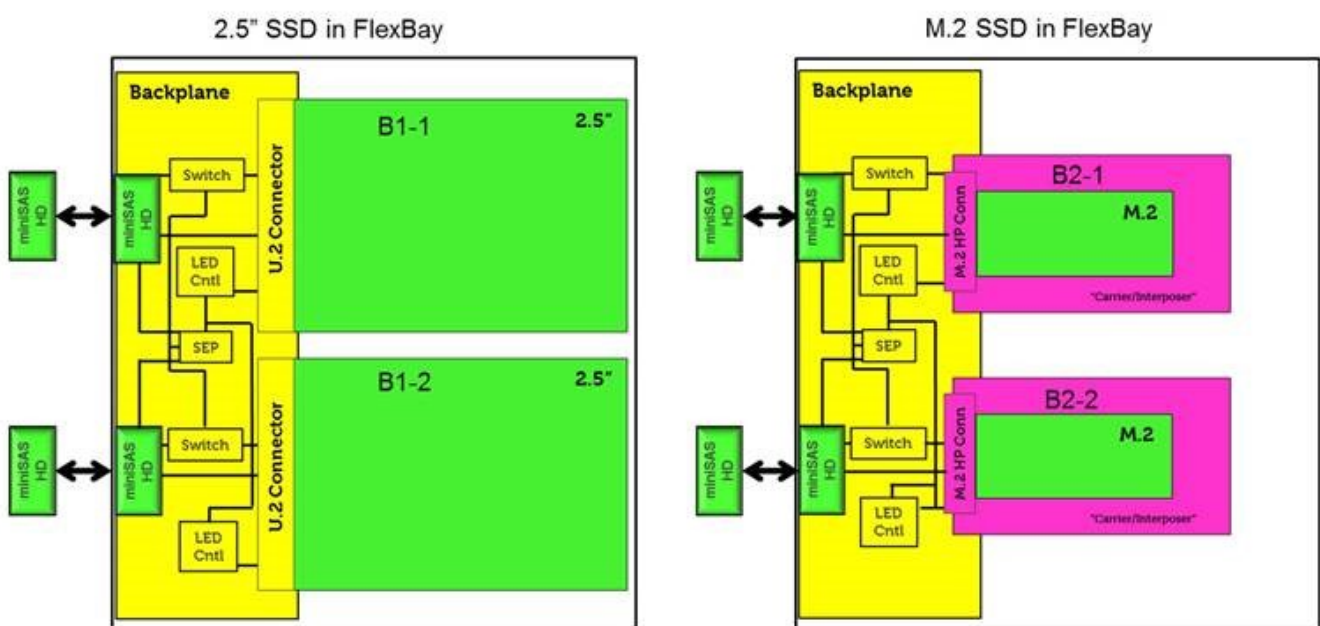 2.5” SSD in FlexBay
Backplane
B1-1
2.5”
Switch
miniSAS
HD
miniSAS
HD
U.2 Connector
LED
Cntl
SEP
B1-2
2.5”
Switch
miniSAS
HD
miniSAS
HD
U.2 Connector
LED
Cntl
M.2 SSD in FlexBay
Backplane
B2-1
Switch
M.2
miniSAS
HD
miniSAS
HD
M.2 HP Conn
LED
Cntl
"Carrier/Interposer"
SEP
B2-2
M.2
Switch
miniSAS
HD
miniSAS
HD
M.2 HP Conn
LED
Cntl
"Carrier/Interposer"